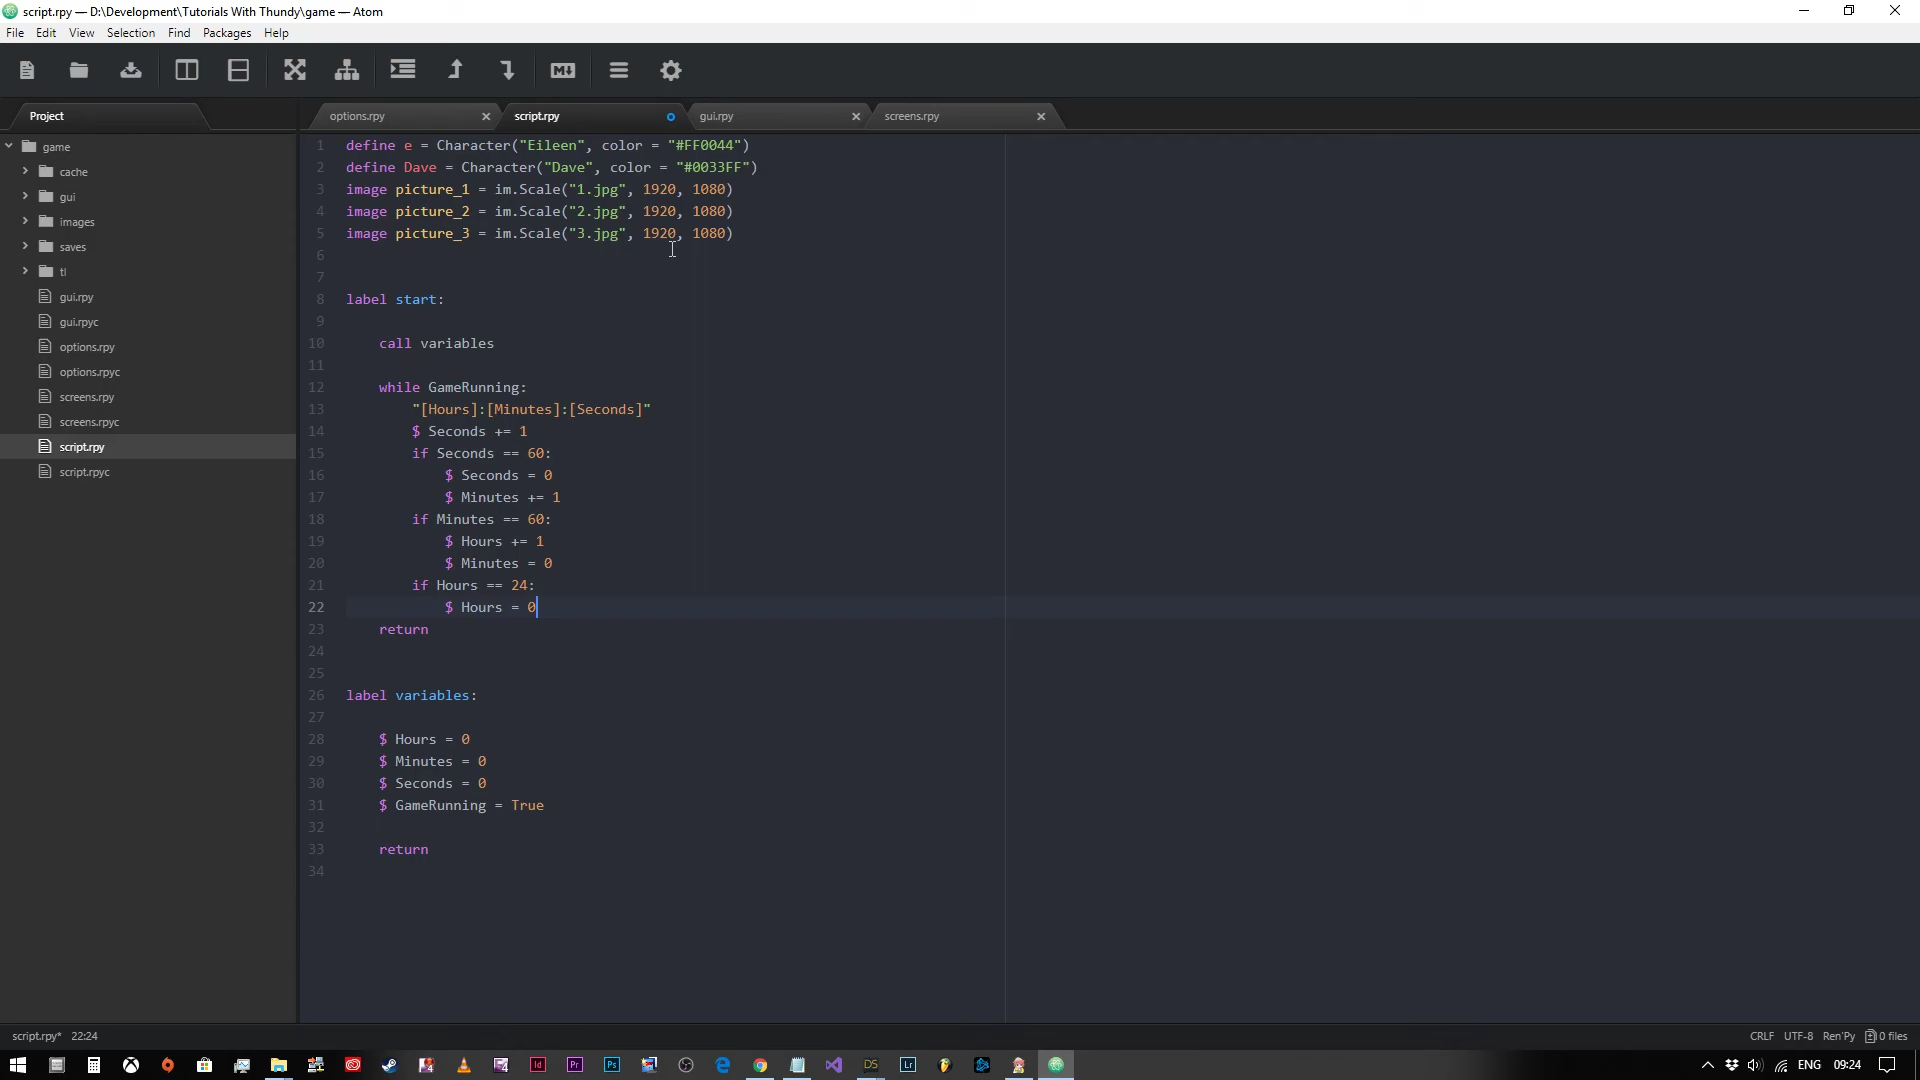 script.rpy — D:\Development\Tutorials With Thundy\game — Atom
File Edit View Selection Find Packages Help
Project
options.rpy script.rpy gui.rpy screens.rpy
game
cache
gui
images
saves
tl
gui.rpy
gui.rpyc
options.rpy
options.rpyc
screens.rpy
screens.rpyc
script.rpy
script.rpyc
1 define e = Character("Eileen", color = "#FF0044")
2 define Dave = Character("Dave", color = "#0033FF")
3 image picture_1 = im.Scale("1.jpg", 1920, 1080)
4 image picture_2 = im.Scale("2.jpg", 1920, 1080)
5 image picture_3 = im.Scale("3.jpg", 1920, 1080)
6
7
8 label start:
9
10     call variables
11
12     while GameRunning:
13         "[Hours]:[Minutes]:[Seconds]"
14         $ Seconds += 1
15         if Seconds == 60:
16             $ Seconds = 0
17             $ Minutes += 1
18         if Minutes == 60:
19             $ Hours += 1
20             $ Minutes = 0
21         if Hours == 24:
22             $ Hours = 0
23     return
24
25
26 label variables:
27
28     $ Hours = 0
29     $ Minutes = 0
30     $ Seconds = 0
31     $ GameRunning = True
32
33     return
34
script.rpy* 22:24 CRLF UTF-8 Ren'Py 0 files
Id Pr Ps DS Lr ENG 09:24